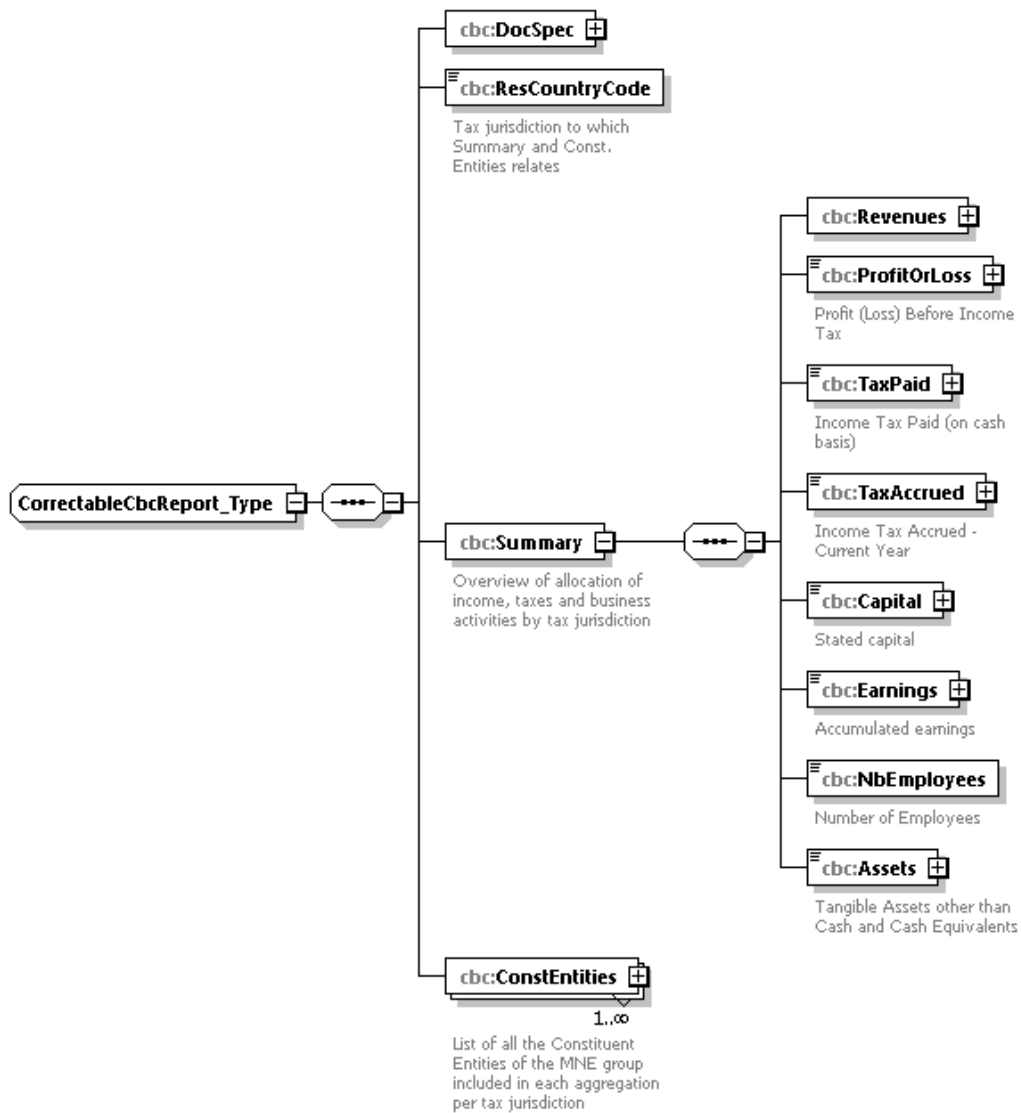 cbc:DocSpec
cbc:ResCountryCode
Tax jurisdiction to which
Summary and Const.
Entities relates
CorrectableCbcReport_Type
cbc:Summary
Overview of allocation of
income, taxes and business
activities by tax jurisdiction
cbc:Revenues
cbc:ProfitOrLoss
Profit (Loss) Before Income
Tax
cbc:TaxPaid
Income Tax Paid (on cash
basis)
cbc:TaxAccrued
Income Tax Accrued -
Current Year
cbc:Capital
Stated capital
cbc:Earnings
Accumulated earnings
cbc:NbEmployees
Number of Employees
cbc:Assets
Tangible Assets other than
Cash and Cash Equivalents
cbc:ConstEntities
1..∞
List of all the Constituent
Entities of the MNE group
included in each aggregation
per tax jurisdiction